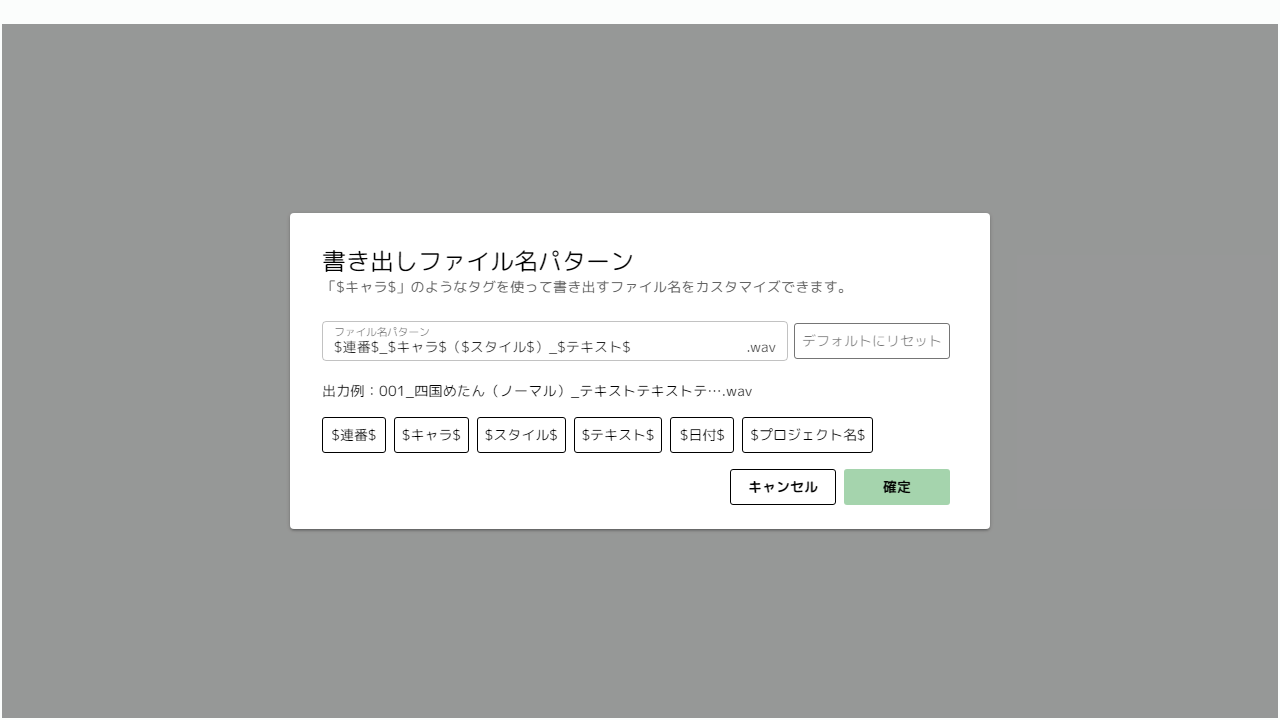 書き出しファイル名パターン
「$キャラ$」のようなタグを使って書き出すファイル名をカスタマイズできます。
ファイル名パターン
$連番$_$キャラ$（$スタイル$）_$テキスト$ .wav デフォルトにリセット
出力例：001_四国めたん（ノーマル）_テキストテキストテ….wav
$連番$ $キャラ$ $スタイル$ $テキスト$ $日付$ $プロジェクト名$
キャンセル 確定